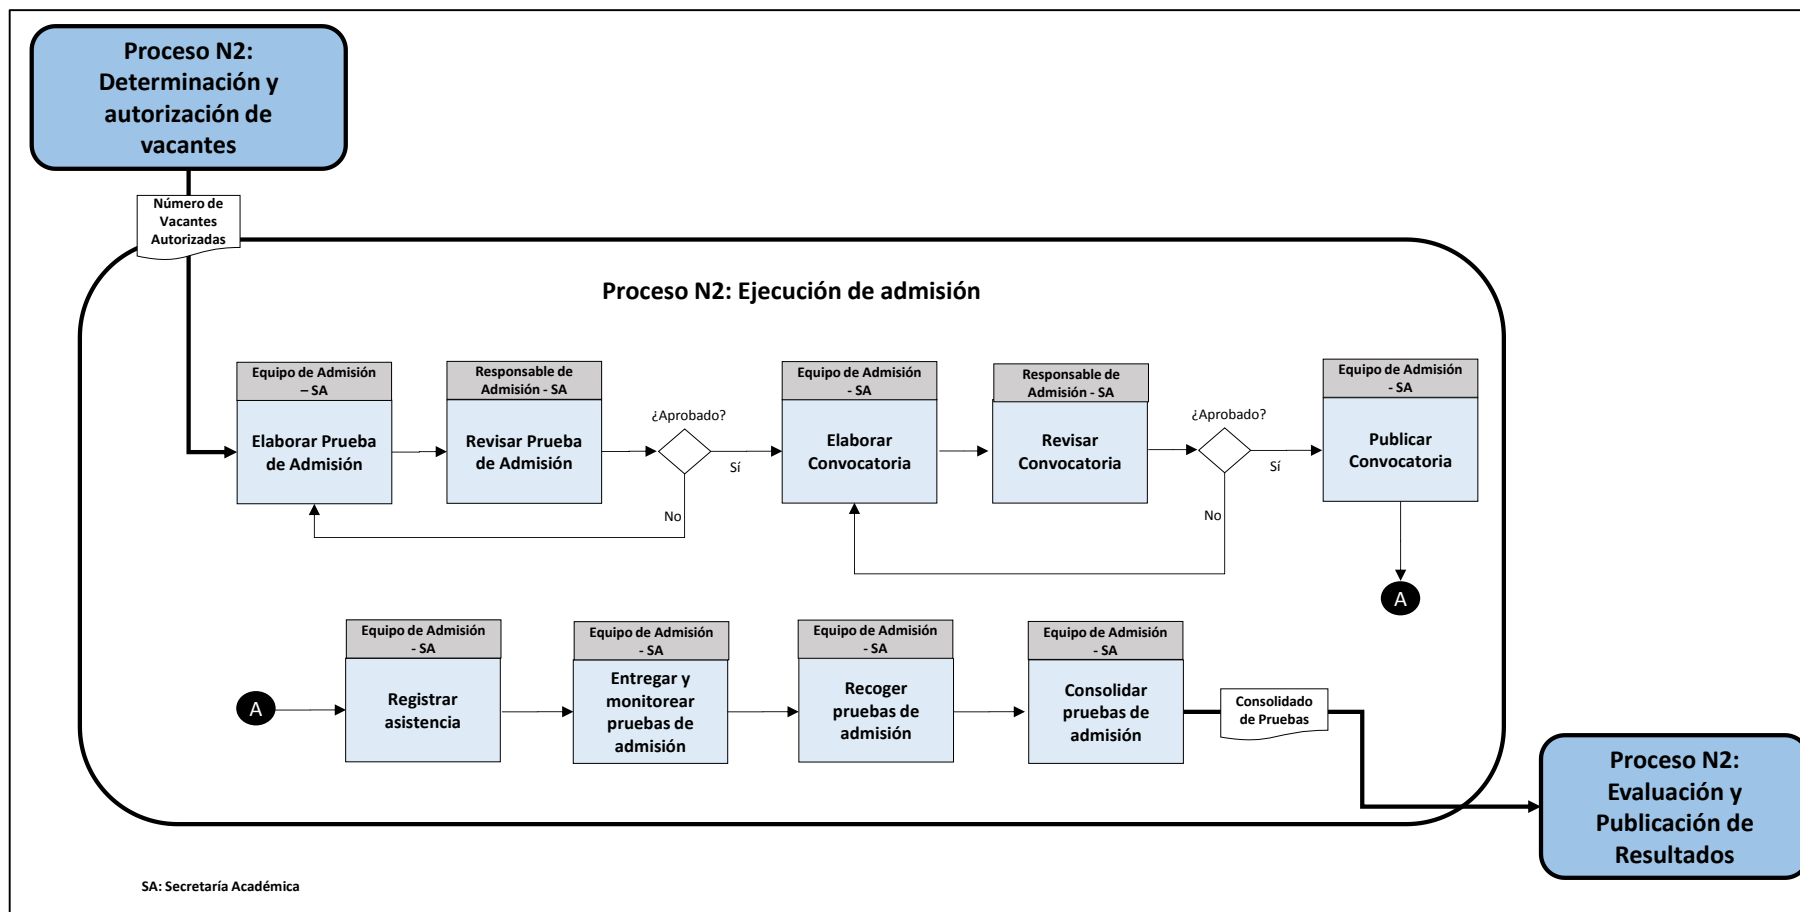 Proceso N2:
Determinación y
autorización de
vacantes
Número de
Vacantes
Autorizadas
Proceso N2: Ejecución de admisión
Equipo de Admisión
– SA
Elaborar Prueba
de Admisión
Responsable de
Admisión - SA
Revisar Prueba
de Admisión
¿Aprobado?
Sí
No
Equipo de Admisión
- SA
Elaborar
Convocatoria
Responsable de
Admisión - SA
Revisar
Convocatoria
¿Aprobado?
Sí
No
Equipo de Admisión
- SA
Publicar
Convocatoria
A
A
Equipo de Admisión
- SA
Registrar
asistencia
Equipo de Admisión
- SA
Entregar y
monitorear
pruebas de
admisión
Equipo de Admisión
- SA
Recoger
pruebas de
admisión
Equipo de Admisión
- SA
Consolidar
pruebas de
admisión
Consolidado
de Pruebas
Proceso N2:
Evaluación y
Publicación de
Resultados
SA: Secretaría Académica